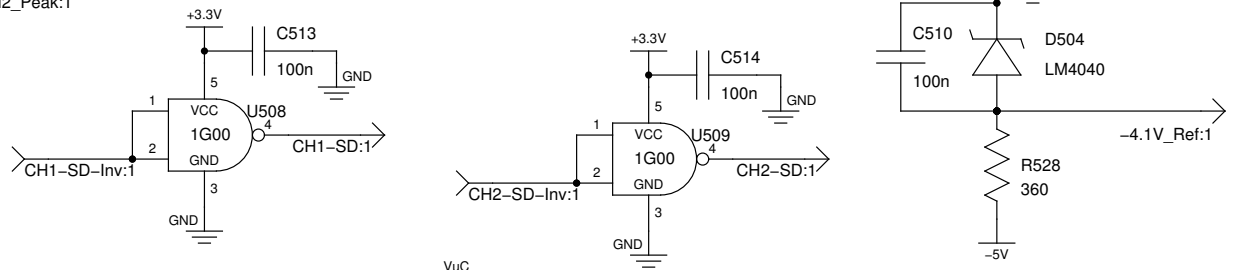 2_Peak:1
+3.3V
C513
100n
GND
5
1
VCC
U508
4
1G00
2
GND
CH1-SD:1
CH1-SD-Inv:1
3
GND
+3.3V
C514
100n
GND
5
1
VCC
U509
4
1G00
2
GND
CH2-SD:1
CH2-SD-Inv:1
3
GND
VuC
C510
100n
D504
LM4040
−4.1V_Ref:1
R528
360
−5V